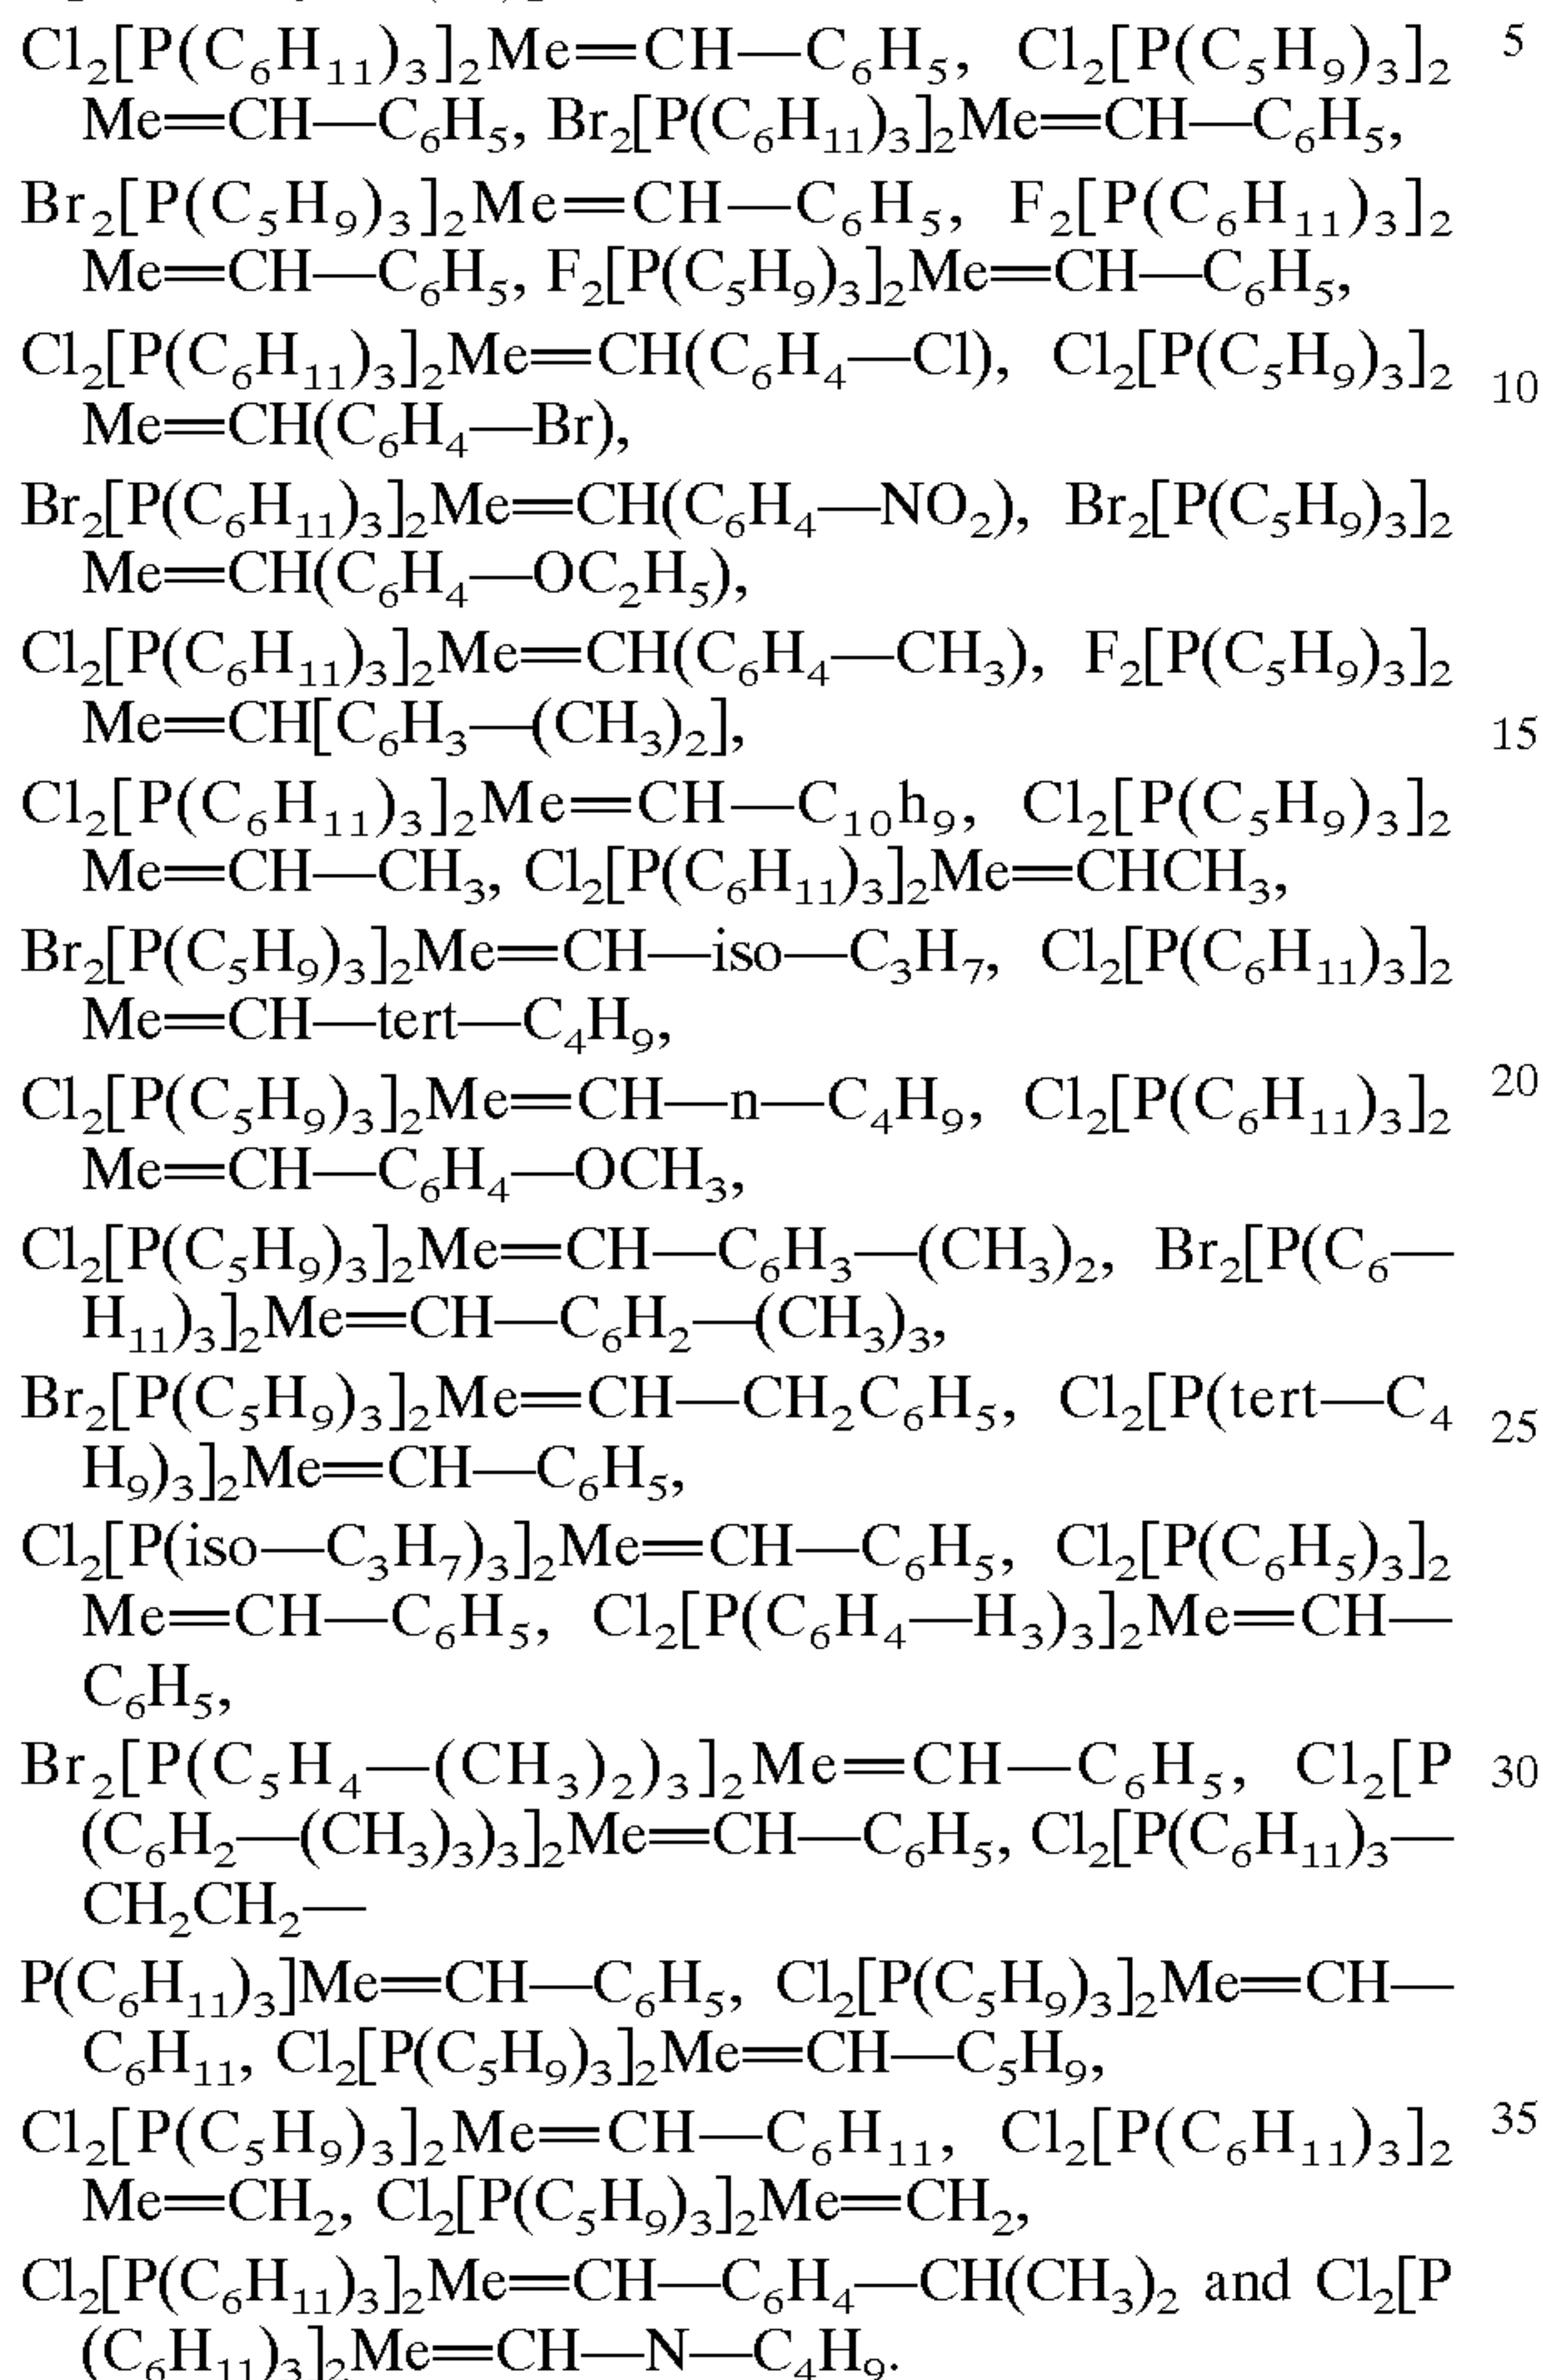 Cl₂[P(C₆H₁₁)₃]₂Me═CH—C₆H₅, Cl₂[P(C₅H₉)₃]₂ 5
Me═CH—C₆H₅, Br₂[P(C₆H₁₁)₃]₂Me═CH—C₆H₅,
Br₂[P(C₅H₉)₃]₂Me═CH—C₆H₅, F₂[P(C₆H₁₁)₃]₂
Me═CH—C₆H₅, F₂[P(C₅H₉)₃]₂Me═CH—C₆H₅,
Cl₂[P(C₆H₁₁)₃]₂Me═CH(C₆H₄—Cl), Cl₂[P(C₅H₉)₃]₂ 10
Me═CH(C₆H₄—Br),
Br₂[P(C₆H₁₁)₃]₂Me═CH(C₆H₄—NO₂), Br₂[P(C₅H₉)₃]₂
Me═CH(C₆H₄—OC₂H₅),
Cl₂[P(C₆H₁₁)₃]₂Me═CH(C₆H₄—CH₃), F₂[P(C₅H₉)₃]₂
Me═CH[C₆H₃—(CH₃)₂], 15
Cl₂[P(C₆H₁₁)₃]₂Me═CH—C₁₀h₉, Cl₂[P(C₅H₉)₃]₂
Me═CH—CH₃, Cl₂[P(C₆H₁₁)₃]₂Me═CHCH₃,
Br₂[P(C₅H₉)₃]₂Me═CH—iso—C₃H₇, Cl₂[P(C₆H₁₁)₃]₂
Me═CH—tert—C₄H₉,
Cl₂[P(C₅H₉)₃]₂Me═CH—n—C₄H₉, Cl₂[P(C₆H₁₁)₃]₂ 20
Me═CH—C₆H₄—OCH₃,
Cl₂[P(C₅H₉)₃]₂Me═CH—C₆H₃—(CH₃)₂, Br₂[P(C₆—
H₁₁)₃]₂Me═CH—C₆H₂—(CH₃)₃,
Br₂[P(C₅H₉)₃]₂Me═CH—CH₂C₆H₅, Cl₂[P(tert—C₄ 25
H₉)₃]₂Me═CH—C₆H₅,
Cl₂[P(iso—C₃H₇)₃]₂Me═CH—C₆H₅, Cl₂[P(C₆H₅)₃]₂
Me═CH—C₆H₅, Cl₂[P(C₆H₄—H₃)₃]₂Me═CH—
C₆H₅,
Br₂[P(C₅H₄—(CH₃)₂)₃]₂Me═CH—C₆H₅, Cl₂[P 30
(C₆H₂—(CH₃)₃)₃]₂Me═CH—C₆H₅, Cl₂[P(C₆H₁₁)₃—
CH₂CH₂—
P(C₆H₁₁)₃]Me═CH—C₆H₅, Cl₂[P(C₅H₉)₃]₂Me═CH—
C₆H₁₁, Cl₂[P(C₅H₉)₃]₂Me═CH—C₅H₉,
Cl₂[P(C₅H₉)₃]₂Me═CH—C₆H₁₁, Cl₂[P(C₆H₁₁)₃]₂ 35
Me═CH₂, Cl₂[P(C₅H₉)₃]₂Me═CH₂,
Cl₂[P(C₆H₁₁)₃]₂Me═CH—C₆H₄—CH(CH₃)₂ and Cl₂[P
(C₆H₁₁)₃]₂Me═CH—N—C₄H₉.